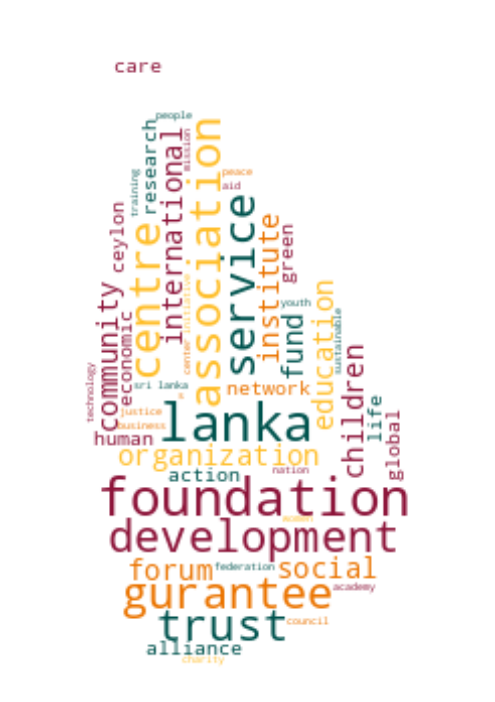 care
people
research
training
international
mission
association
peace
aid
service
ceylon
centre
institute
green
community
economic
initiative
center
youth
fund
education
sustainable
technology
sri lanka
network
children
life
global
justice
business
lanka
human
organization
action
nation
foundation
women
development
forum
federation
social
gurantee
academy
trust
council
alliance
charity